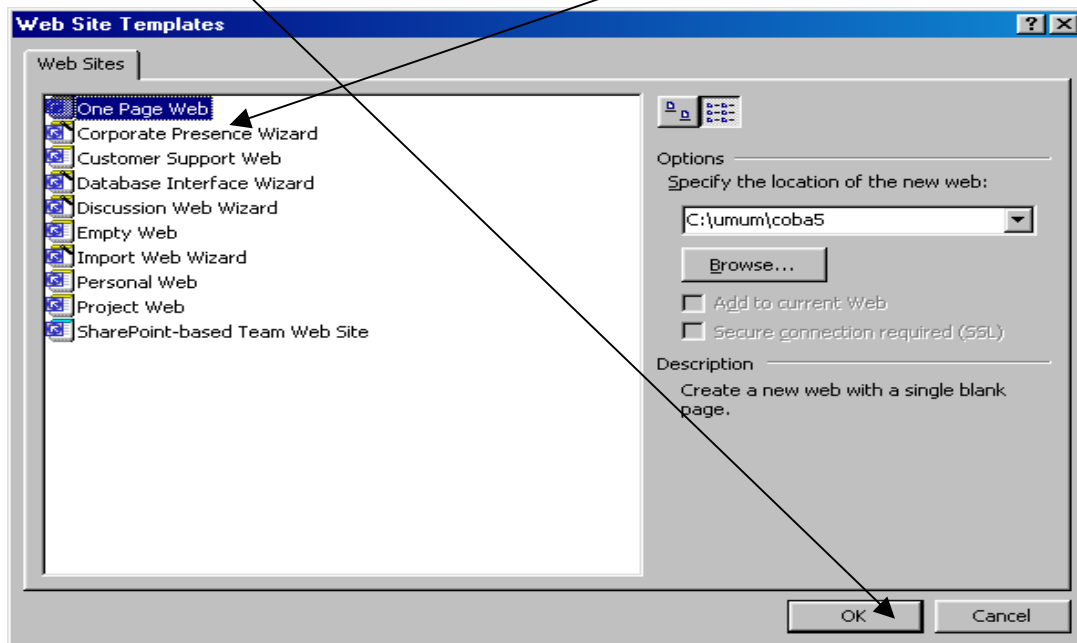 Web Site Templates
Web Sites
One Page Web
Corporate Presence Wizard
Customer Support Web
Database Interface Wizard
Discussion Web Wizard
Empty Web
Import Web Wizard
Personal Web
Project Web
SharePoint-based Team Web Site
Options
Specify the location of the new web:
C:\umum\coba5
Browse...
Add to current Web
Secure connection required (SSL)
Description
Create a new web with a single blank
page.
OK
Cancel